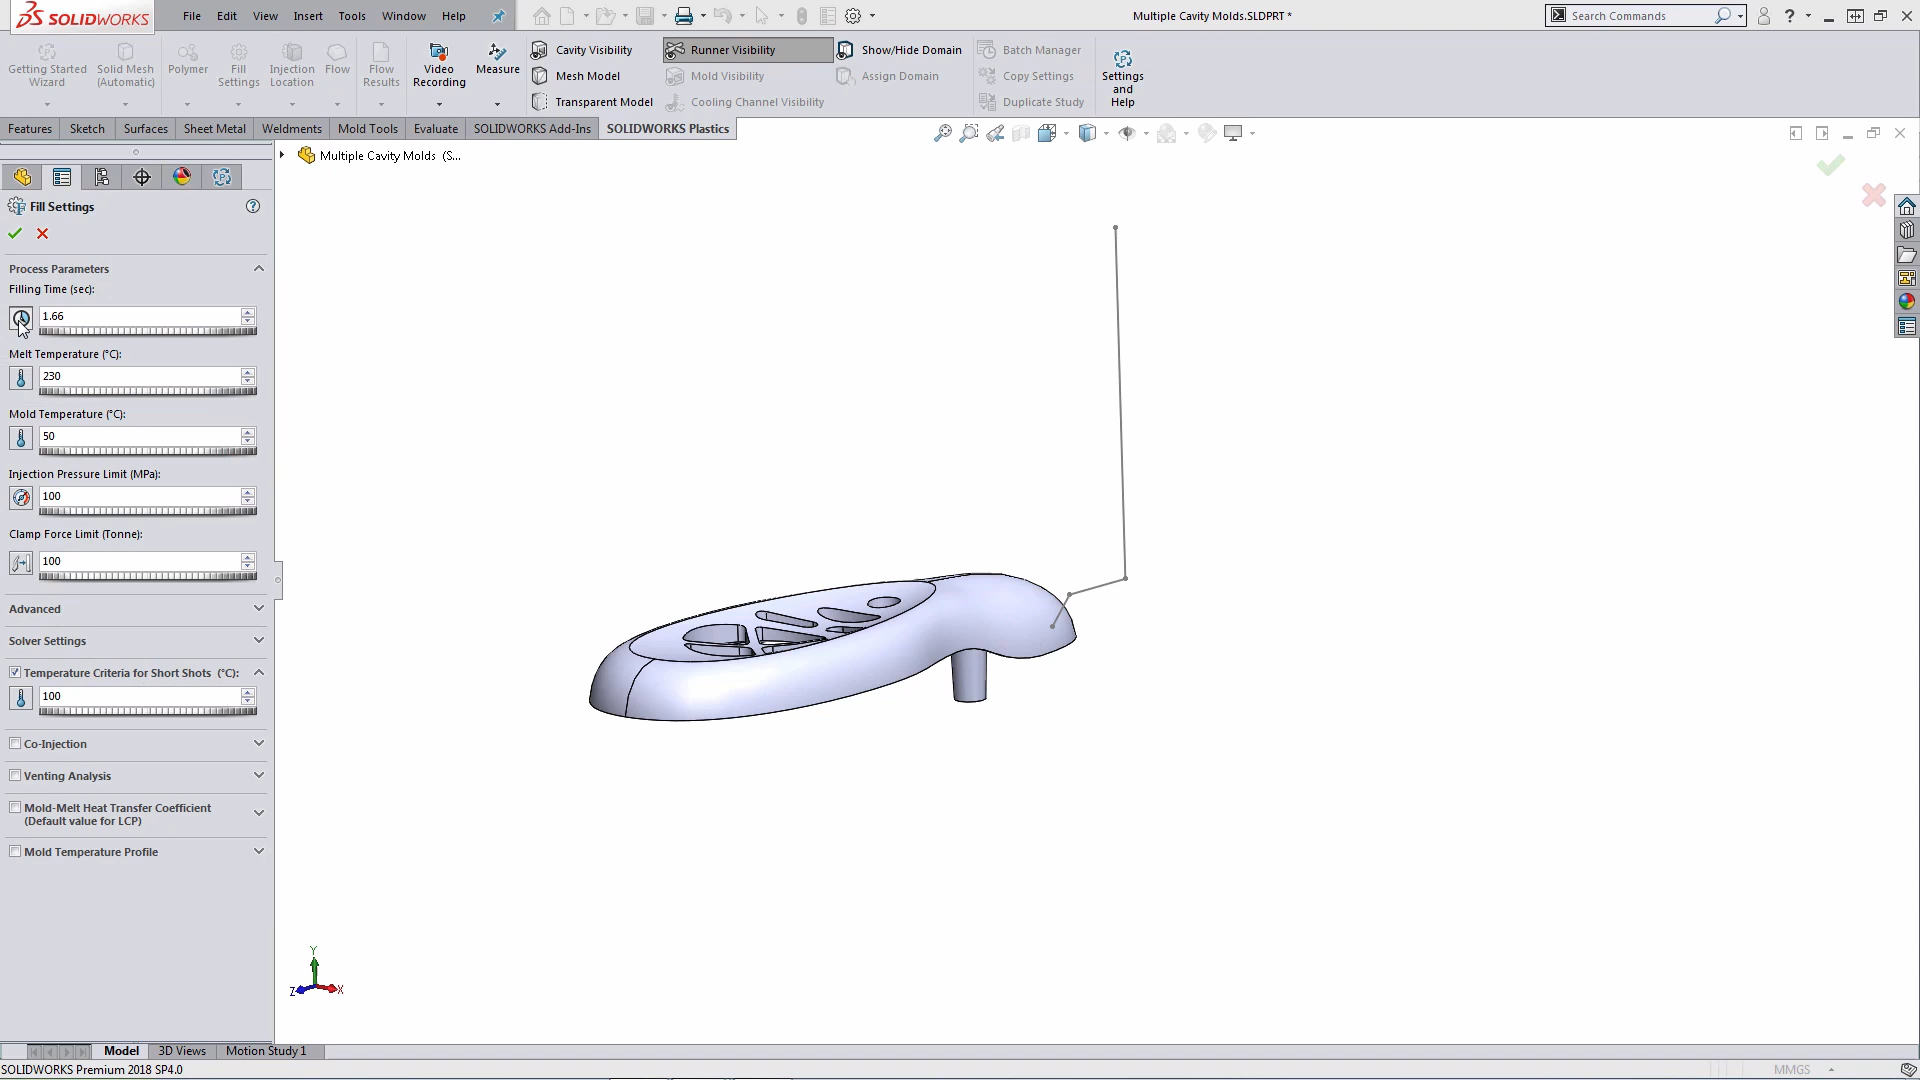 SOLIDWORKS
File Edit View Insert Tools Window Help
Multiple Cavity Molds.SLDPRT *
Search Commands
Getting Started Wizard
Solid Mesh (Automatic)
Polymer
Fill Settings
Injection Location
Flow
Flow Results
Video Recording
Measure
Cavity Visibility
Mesh Model
Transparent Model
Runner Visibility
Mold Visibility
Cooling Channel Visibility
Show/Hide Domain
Assign Domain
Batch Manager
Copy Settings
Duplicate Study
Settings and Help
Features Sketch Surfaces Sheet Metal Weldments Mold Tools Evaluate SOLIDWORKS Add-Ins SOLIDWORKS Plastics
Multiple Cavity Molds (S...
Fill Settings
Process Parameters
Filling Time (sec):
1.66
Melt Temperature (°C):
230
Mold Temperature (°C):
50
Injection Pressure Limit (MPa):
100
Clamp Force Limit (Tonne):
100
Advanced
Solver Settings
Temperature Criteria for Short Shots (°C):
100
Co-Injection
Venting Analysis
Mold-Melt Heat Transfer Coefficient
(Default value for LCP)
Mold Temperature Profile
Y
Z
X
Model 3D Views Motion Study 1
SOLIDWORKS Premium 2018 SP4.0
MMGS